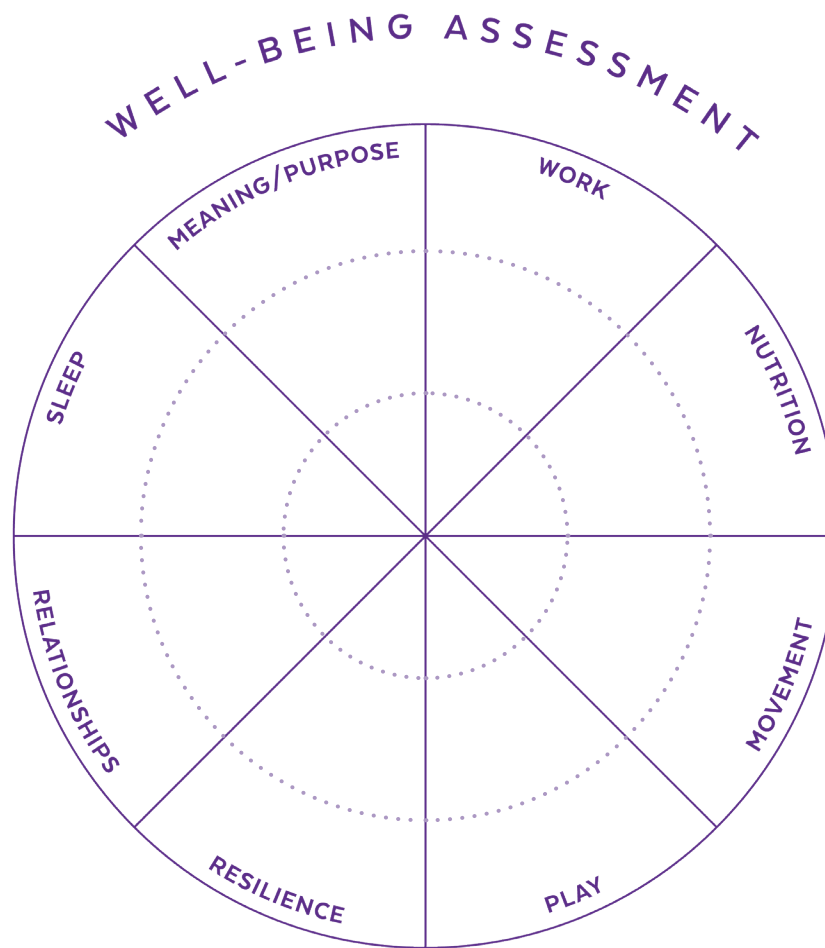 WELL-BEING ASSESSMENT
MEANING/PURPOSE
WORK
SLEEP
NUTRITION
RELATIONSHIPS
MOVEMENT
RESILIENCE
PLAY